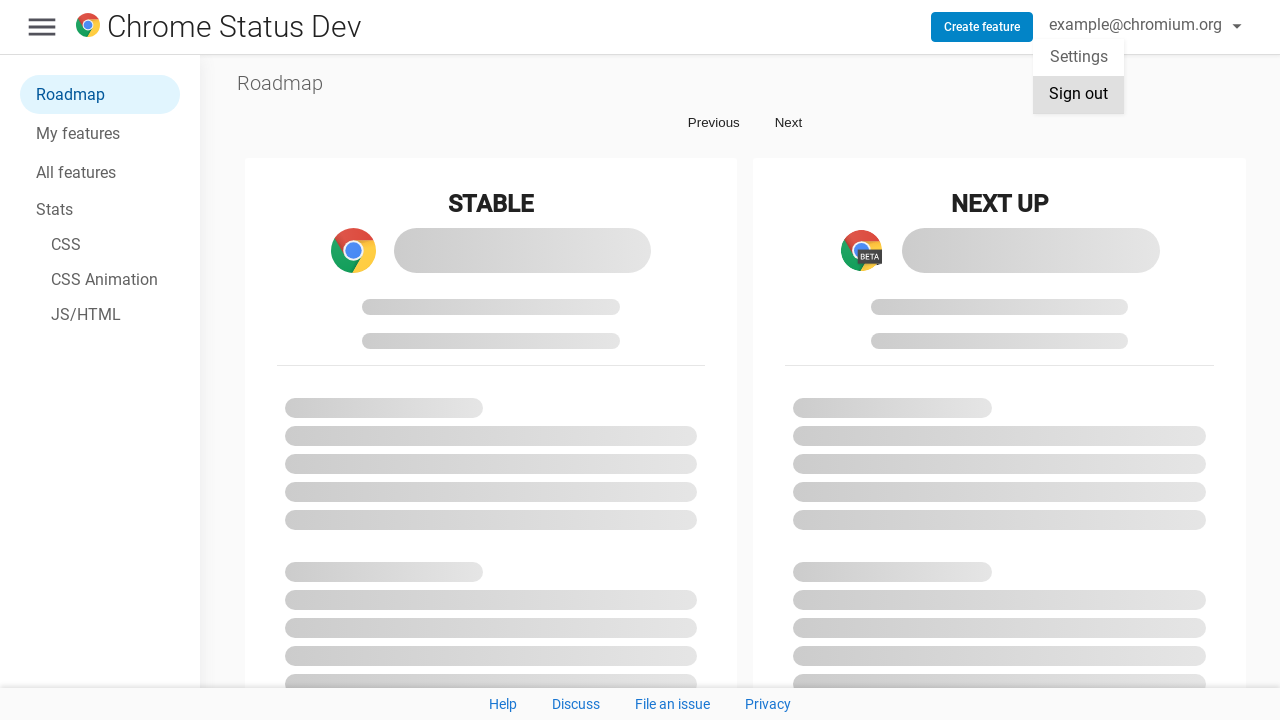 Chrome Status Dev
Create feature
example@chromium.org
Settings
Sign out
Roadmap
My features
All features
Stats
CSS
CSS Animation
JS/HTML
Roadmap
Previous
Next
STABLE
NEXT UP
BETA
Help
Discuss
File an issue
Privacy